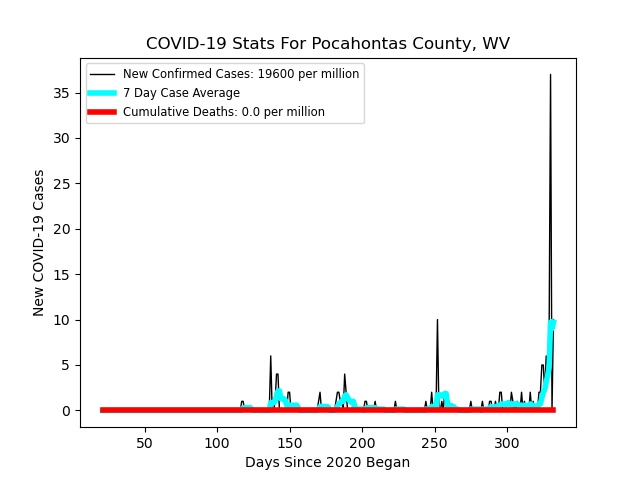 COVID-19 Stats For Pocahontas County, WV
New Confirmed Cases: 19600 per million
7 Day Case Average
Cumulative Deaths: 0.0 per million
New COVID-19 Cases
35
30
25
20
15
10
5
0
50 100 150 200 250 300
Days Since 2020 Began